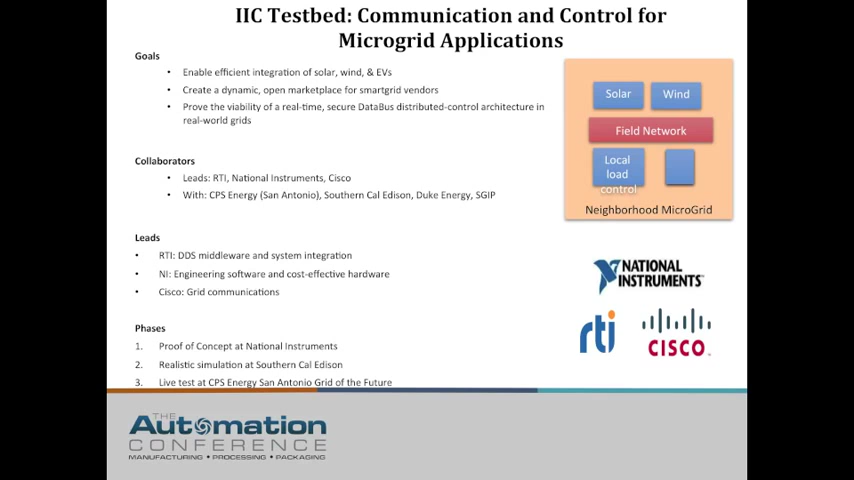 IIC Testbed: Communication and Control for
Microgrid Applications
Goals
• Enable efficient integration of solar, wind, & EVs
• Create a dynamic, open marketplace for smartgrid vendors
• Prove the viability of a real-time, secure DataBus distributed-control architecture in
real-world grids
Collaborators
• Leads: RTI, National Instruments, Cisco
• With: CPS Energy (San Antonio), Southern Cal Edison, Duke Energy, SGIP
Leads
• RTI: DDS middleware and system integration
• NI: Engineering software and cost-effective hardware
• Cisco: Grid communications
Phases
1. Proof of Concept at National Instruments
2. Realistic simulation at Southern Cal Edison
3. Live test at CPS Energy San Antonio Grid of the Future
Solar
Wind
Field Network
Local
load
control
Neighborhood MicroGrid
NATIONAL
INSTRUMENTS
rti
CISCO
THE
Automation
CONFERENCE
MANUFACTURING • PROCESSING • PACKAGING